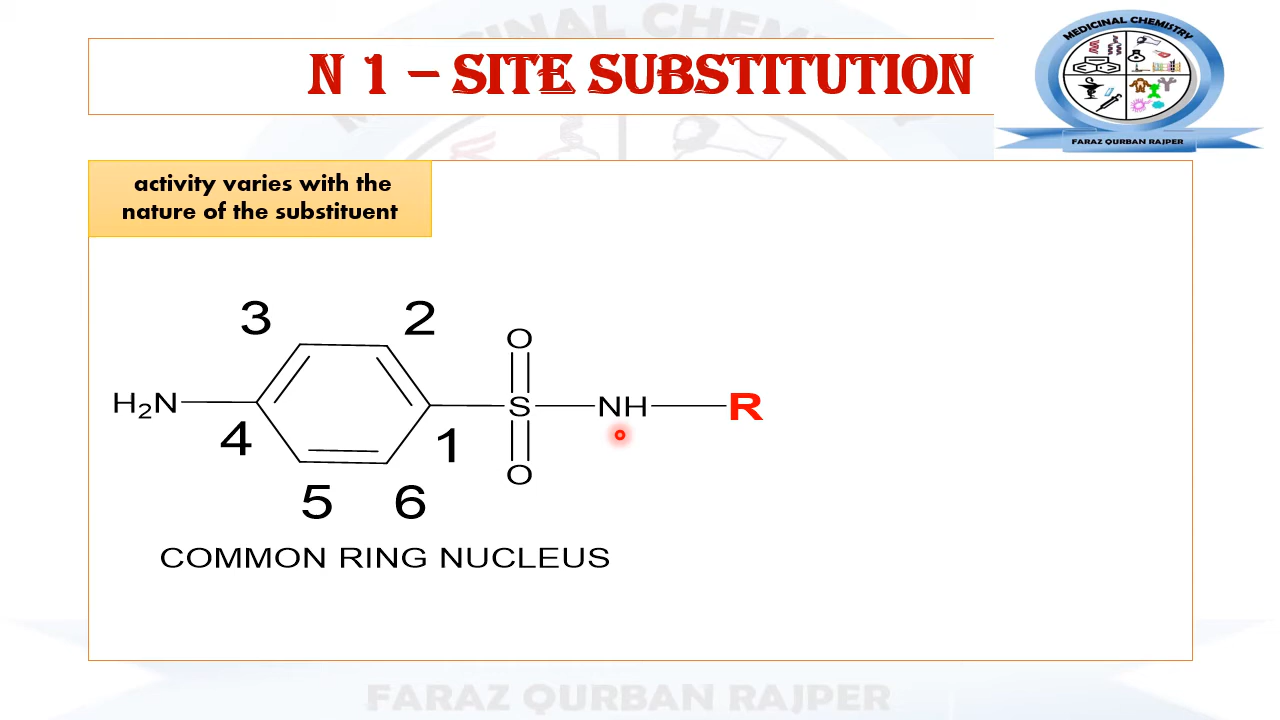 N 1 – SITE SUBSTITUTION
MEDICINAL CHEMISTRY
FARAZ QURBAN RAJPER
activity varies with the
nature of the substituent
3 2
O
H2N S NH R
4 1
O
5 6
COMMON RING NUCLEUS
FARAZ QURBAN RAJPER